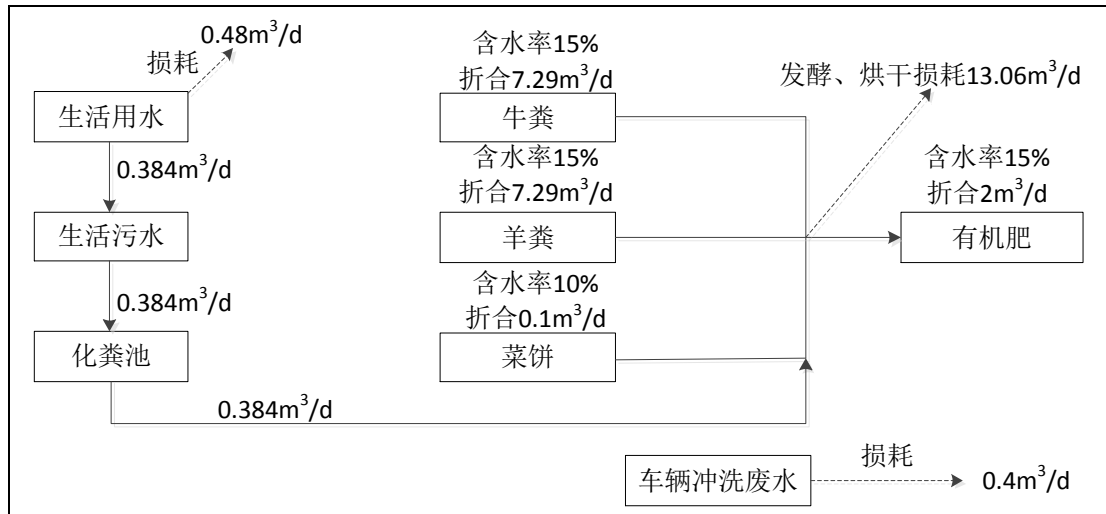 0.48m³/d
损耗
生活用水
0.384m³/d
生活污水
0.384m³/d
化粪池
0.384m³/d
含水率15%
折合7.29m³/d
牛粪
含水率15%
折合7.29m³/d
羊粪
含水率10%
折合0.1m³/d
菜饼
发酵、烘干损耗13.06m³/d
含水率15%
折合2m³/d
有机肥
车辆冲洗废水
损耗
0.4m³/d